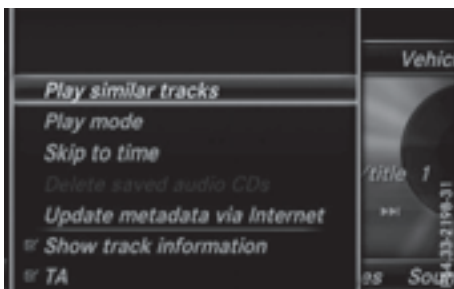 Vehic
Play similar tracks
Play mode
Skip to time
Delete saved audio CDs
/title 1
Update metadata via Internet
Show track information
TA
es Sou